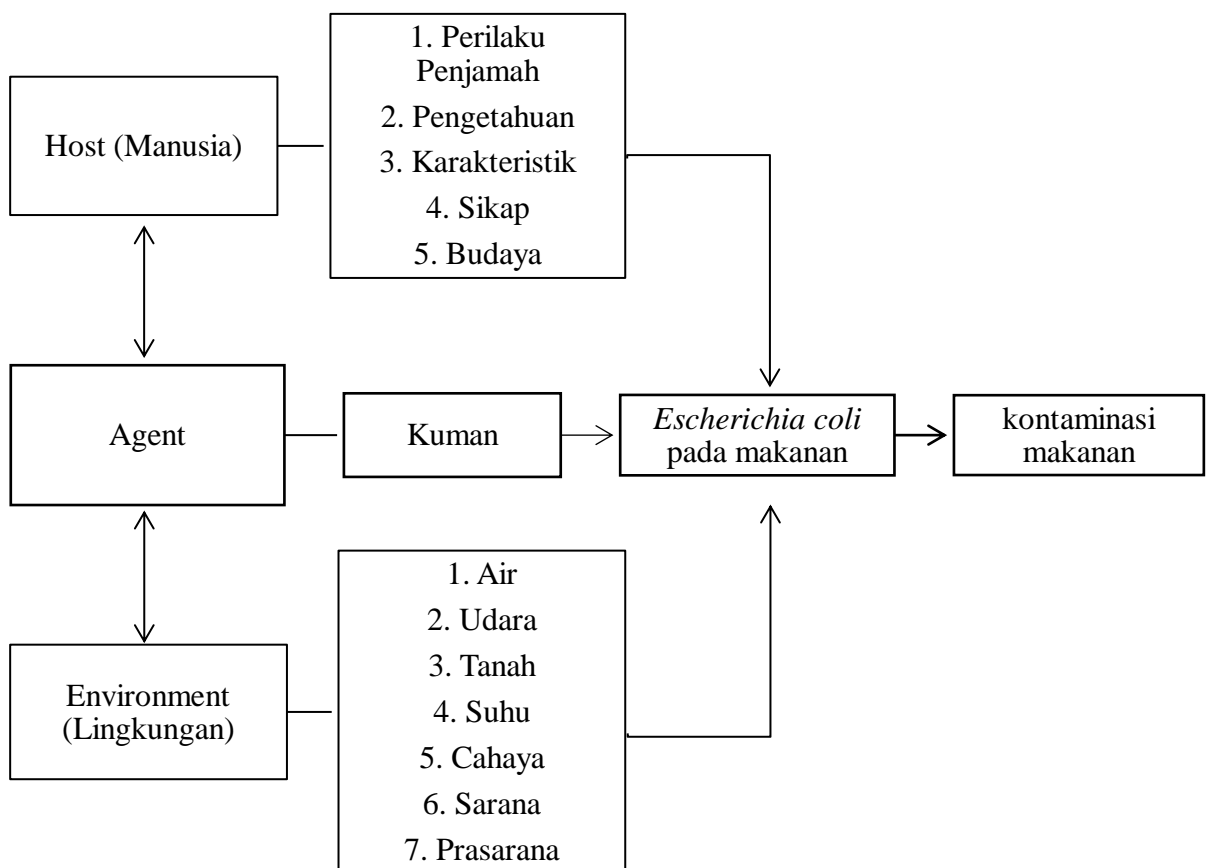 Host (Manusia)
1. Perilaku
Penjamah
2. Pengetahuan
3. Karakteristik
4. Sikap
5. Budaya
Agent
Kuman
Escherichia coli
pada makanan
kontaminasi
makanan
Environment
(Lingkungan)
1. Air
2. Udara
3. Tanah
4. Suhu
5. Cahaya
6. Sarana
7. Prasarana